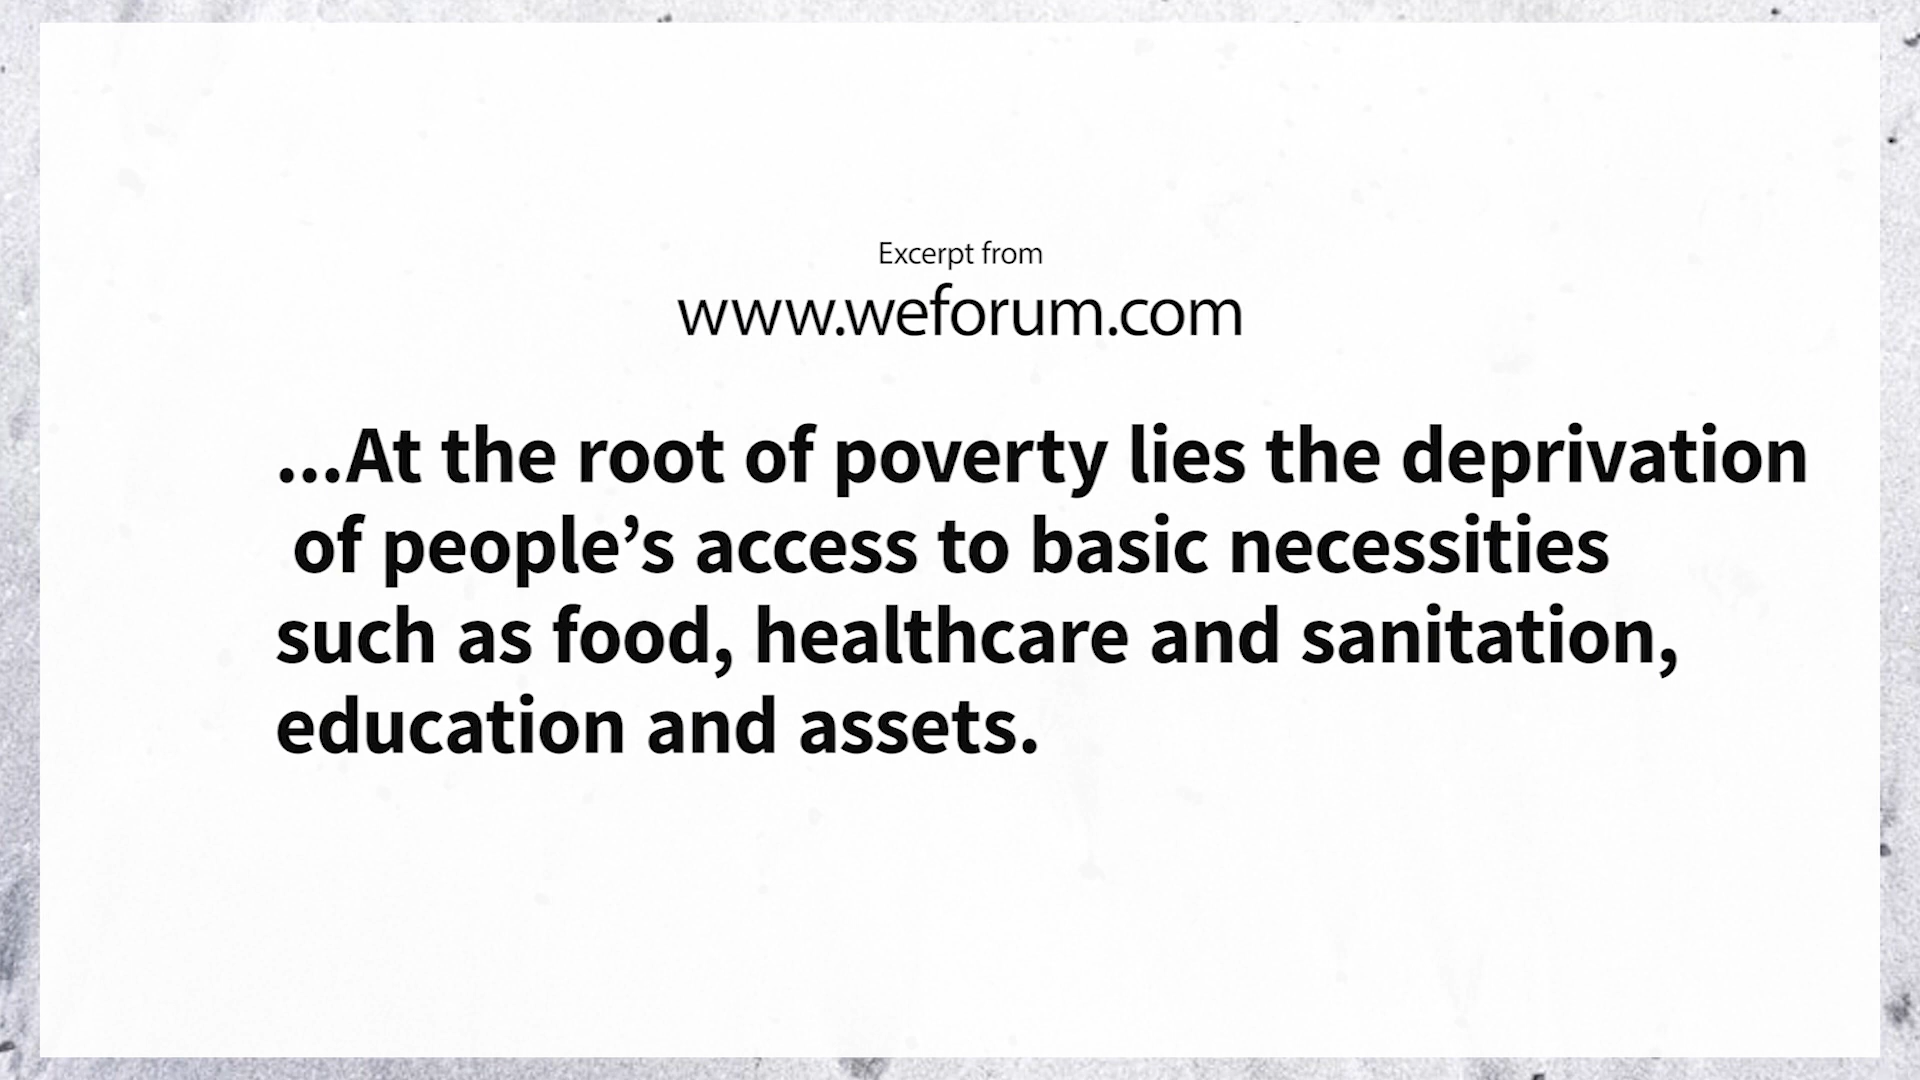 Excerpt from
www.weforum.com
...At the root of poverty lies the deprivation
of people’s access to basic necessities
such as food, healthcare and sanitation,
education and assets.